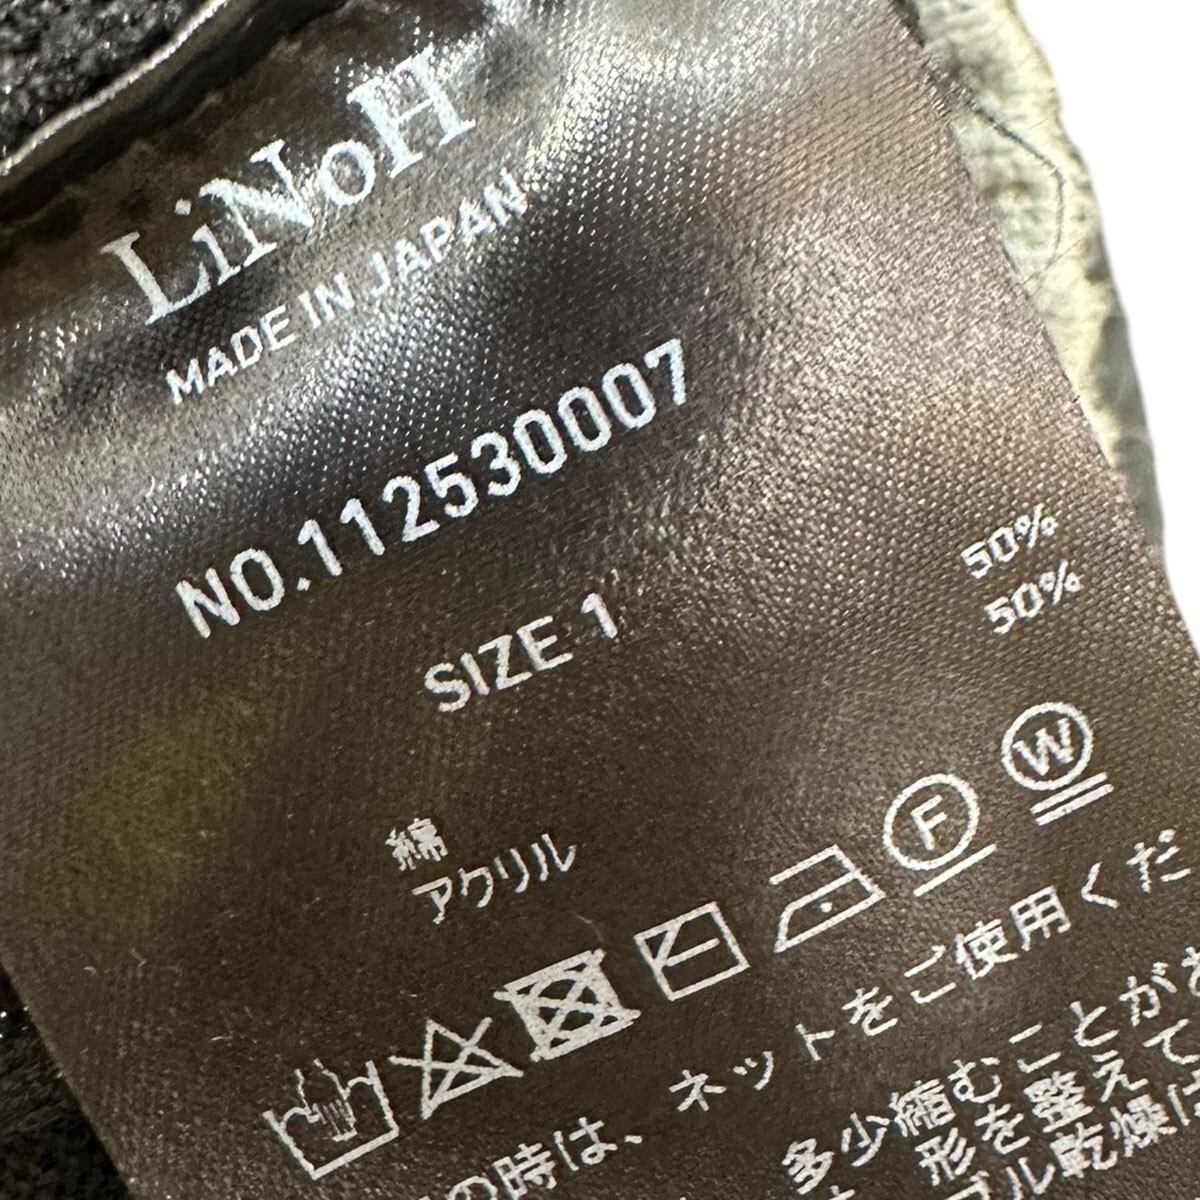 LiNoH
MADE IN JAPAN
NO.112530007
SIZE 1
綿 50%
アクリル 50%
F
W
の時は、ネットをご使用くだ
多少縮むことが
形を整えて
ブル乾燥は